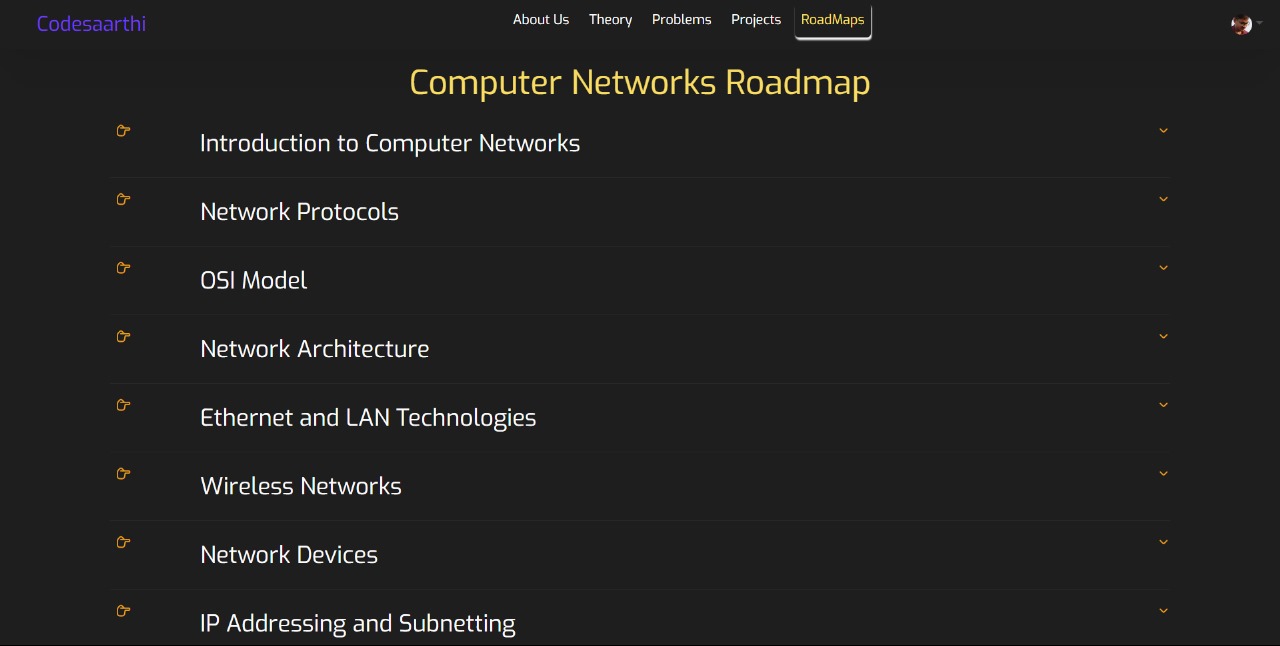 Codesaarthi
About Us Theory Problems Projects RoadMaps
Computer Networks Roadmap
Introduction to Computer Networks
Network Protocols
OSI Model
Network Architecture
Ethernet and LAN Technologies
Wireless Networks
Network Devices
IP Addressing and Subnetting